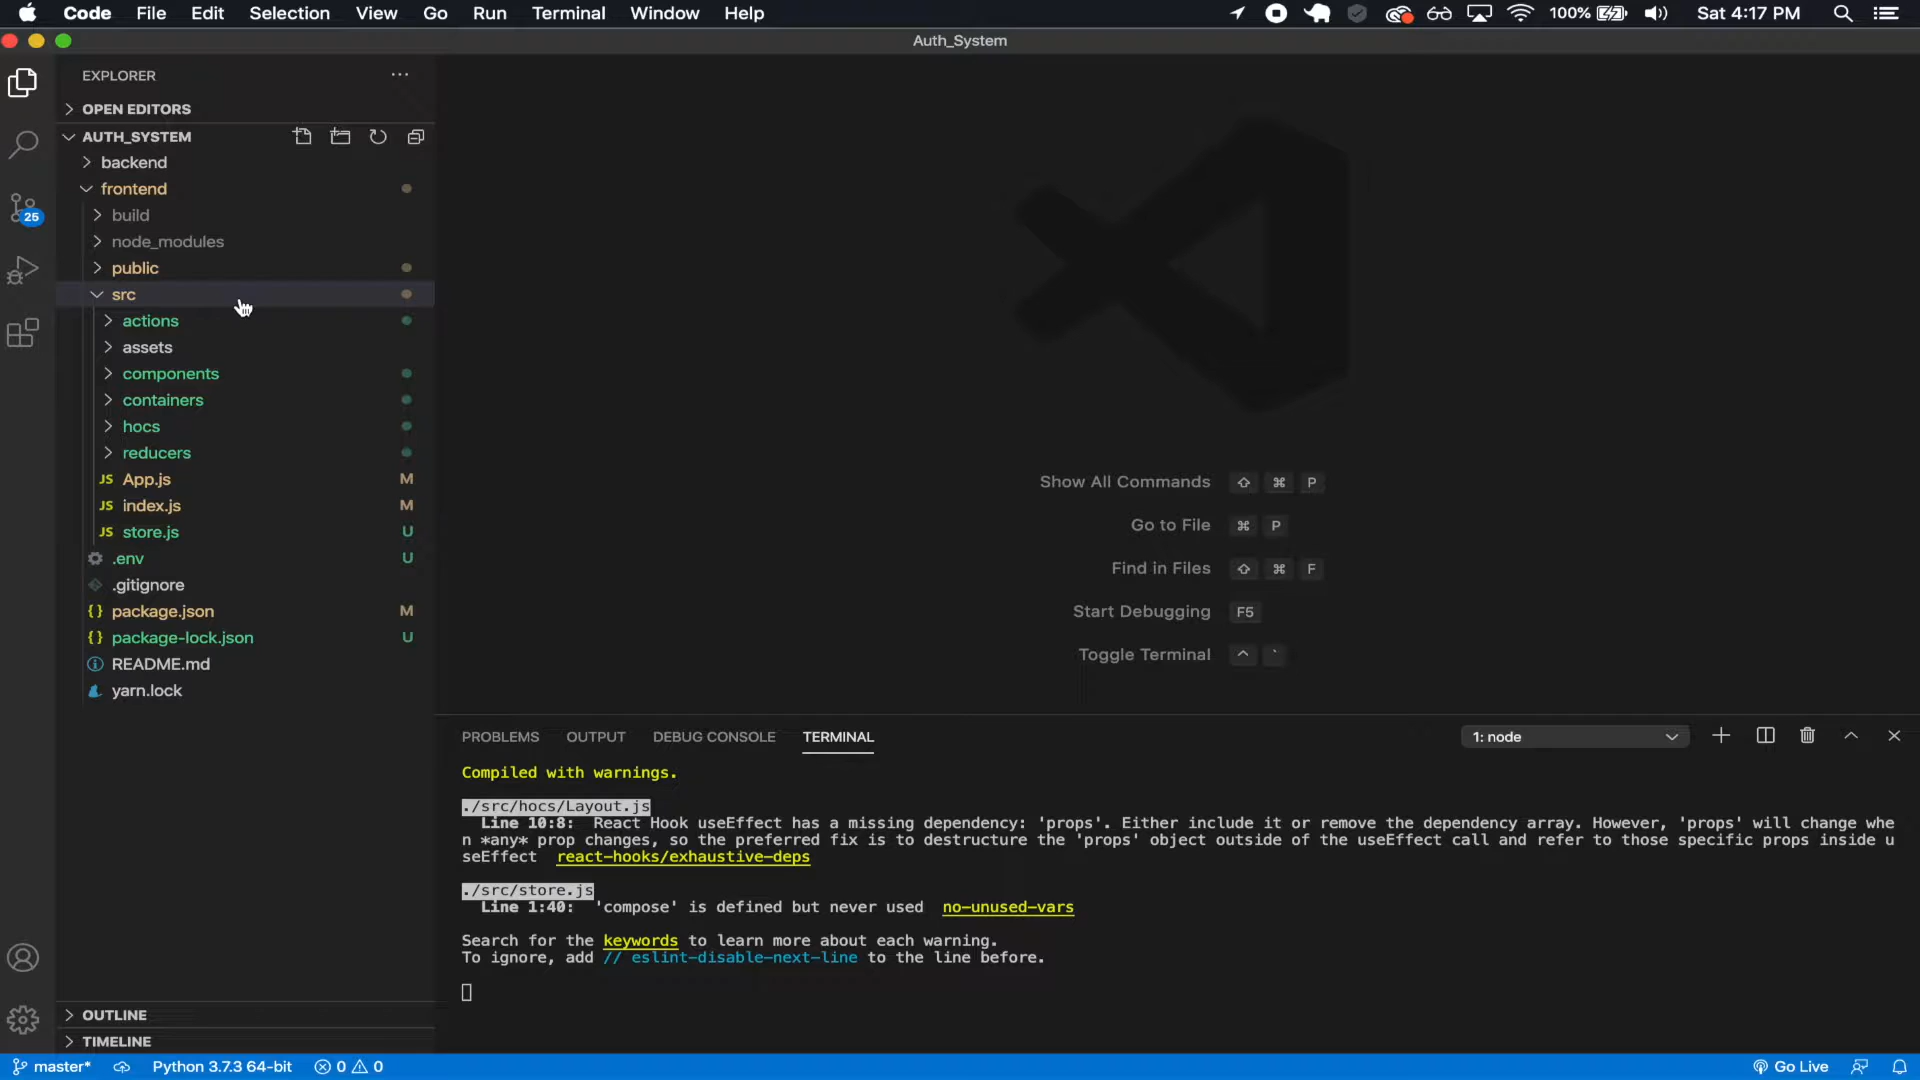 Code File Edit Selection View Go Run Terminal Window Help
100% Sat 4:17 PM
Auth_System
EXPLORER
OPEN EDITORS
AUTH_SYSTEM
backend
frontend
25
build
node_modules
public
src
actions
assets
components
containers
hocs
reducers
JS App.js M
JS index.js M
JS store.js U
.env U
.gitignore
{} package.json M
{} package-lock.json U
README.md
yarn.lock
OUTLINE
TIMELINE
Show All Commands ⇧ ⌘ P
Go to File ⌘ P
Find in Files ⇧ ⌘ F
Start Debugging F5
Toggle Terminal ^ `
PROBLEMS OUTPUT DEBUG CONSOLE TERMINAL 1: node
Compiled with warnings.
./src/hocs/Layout.js
Line 10:8: React Hook useEffect has a missing dependency: 'props'. Either include it or remove the dependency array. However, 'props' will change whe
n *any* prop changes, so the preferred fix is to destructure the 'props' object outside of the useEffect call and refer to those specific props inside u
seEffect react-hooks/exhaustive-deps
./src/store.js
Line 1:40: 'compose' is defined but never used no-unused-vars
Search for the keywords to learn more about each warning.
To ignore, add // eslint-disable-next-line to the line before.
master* Python 3.7.3 64-bit 0 0 Go Live